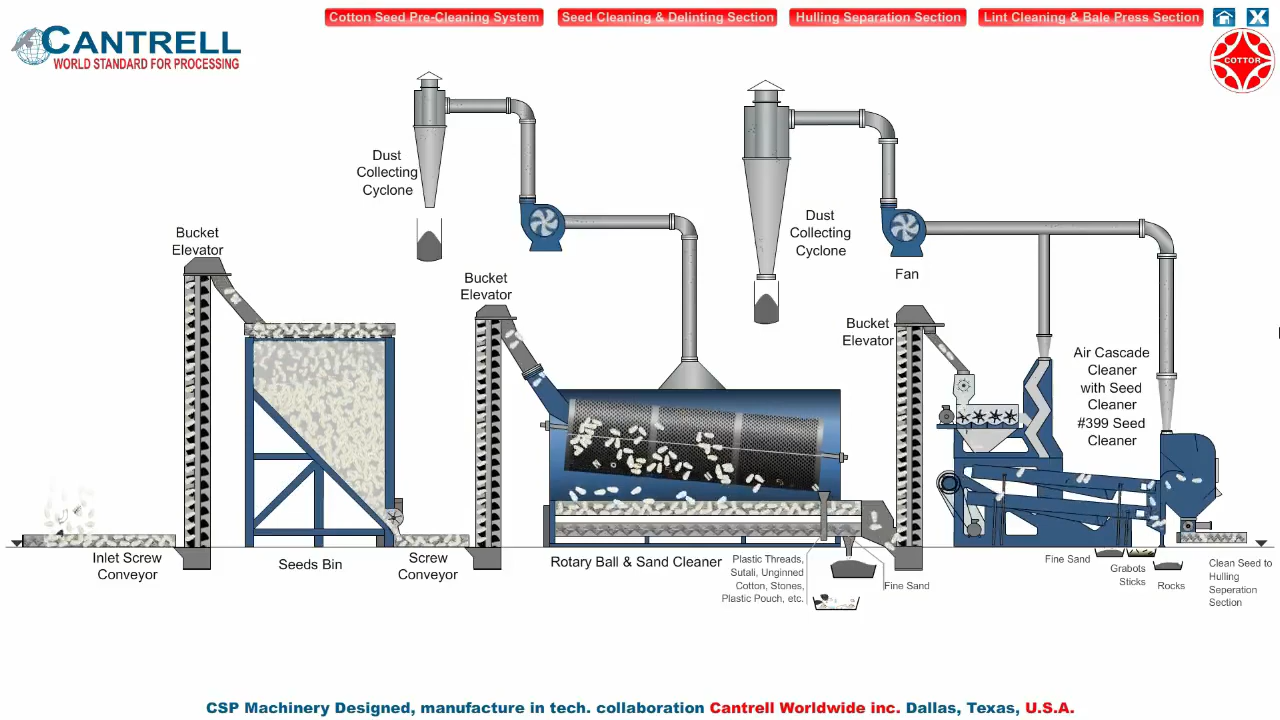 Cotton Seed Pre-Cleaning System
Seed Cleaning & Delinting Section
Hulling Separation Section
Lint Cleaning & Bale Press Section
CANTRELL
WORLD STANDARD FOR PROCESSING
COTTOR
Dust
Collecting
Cyclone
Dust
Collecting
Cyclone
Bucket
Elevator
Fan
Bucket
Elevator
Bucket
Elevator
Air Cascade
Cleaner
with Seed
Cleaner
#399 Seed
Cleaner
Inlet Screw
Conveyor
Seeds Bin
Screw
Conveyor
Rotary Ball & Sand Cleaner
Plastic Threads,
Sutali, Unginned
Cotton, Stones,
Plastic Pouch, etc.
Fine Sand
Fine Sand
Grabots
Sticks
Rocks
Clean Seed to
Hulling
Seperation
Section
CSP Machinery Designed, manufacture in tech. collaboration Cantrell Worldwide inc. Dallas, Texas, U.S.A.